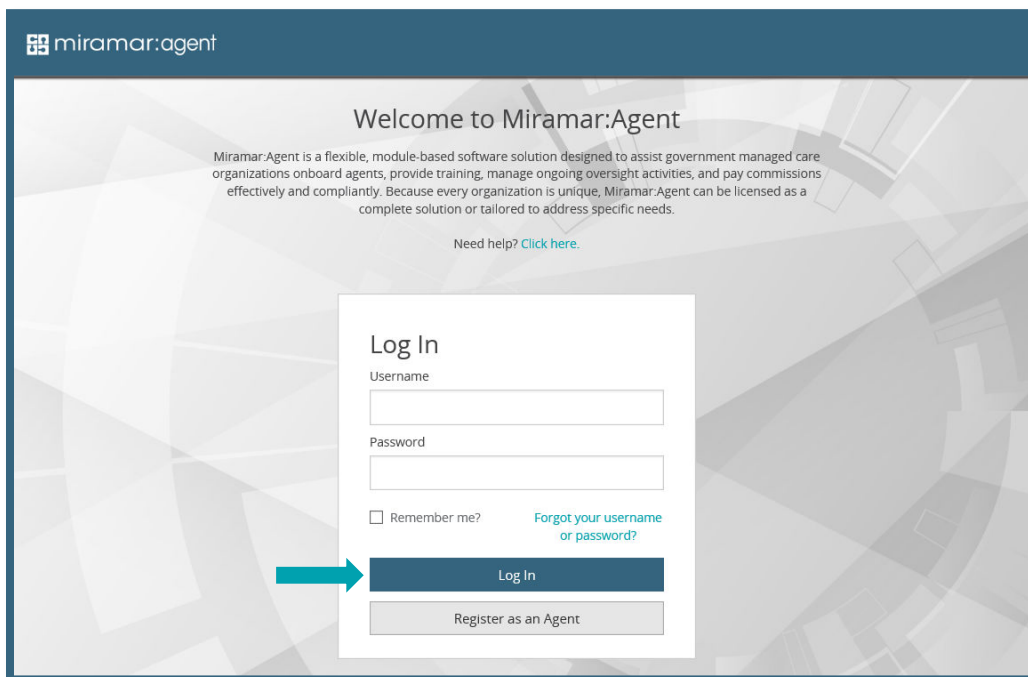 miramar:agent
Welcome to Miramar:Agent
Miramar:Agent is a flexible, module-based software solution designed to assist government managed care
organizations onboard agents, provide training, manage ongoing oversight activities, and pay commissions
effectively and compliantly. Because every organization is unique, Miramar:Agent can be licensed as a
complete solution or tailored to address specific needs.
Need help? Click here.
Log In
Username
Password
Remember me?
Forgot your username
or password?
Log In
Register as an Agent